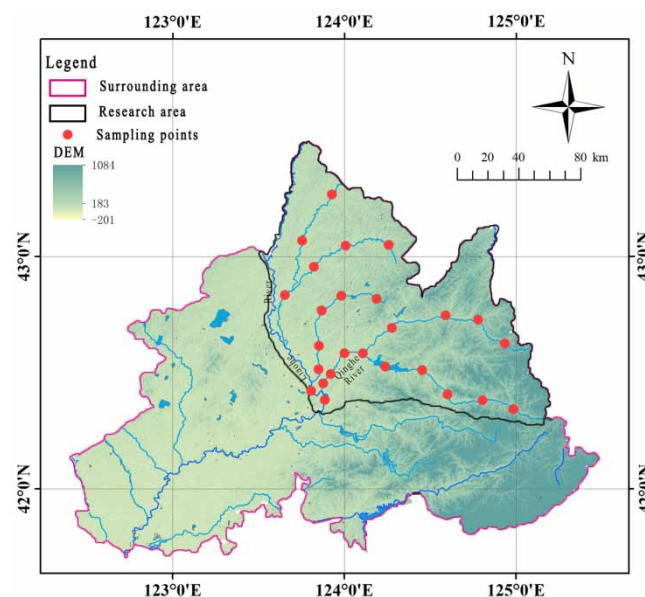 123°0'E 124°0'E 125°0'E
Legend
Surrounding area
Research area
Sampling points
DEM
1084
183
-201
N
0 20 40 80 km
43°0'N 43°0'N
River
Liaohe
Qinghe
River
42°0'N 42°0'N
123°0'E 124°0'E 125°0'E